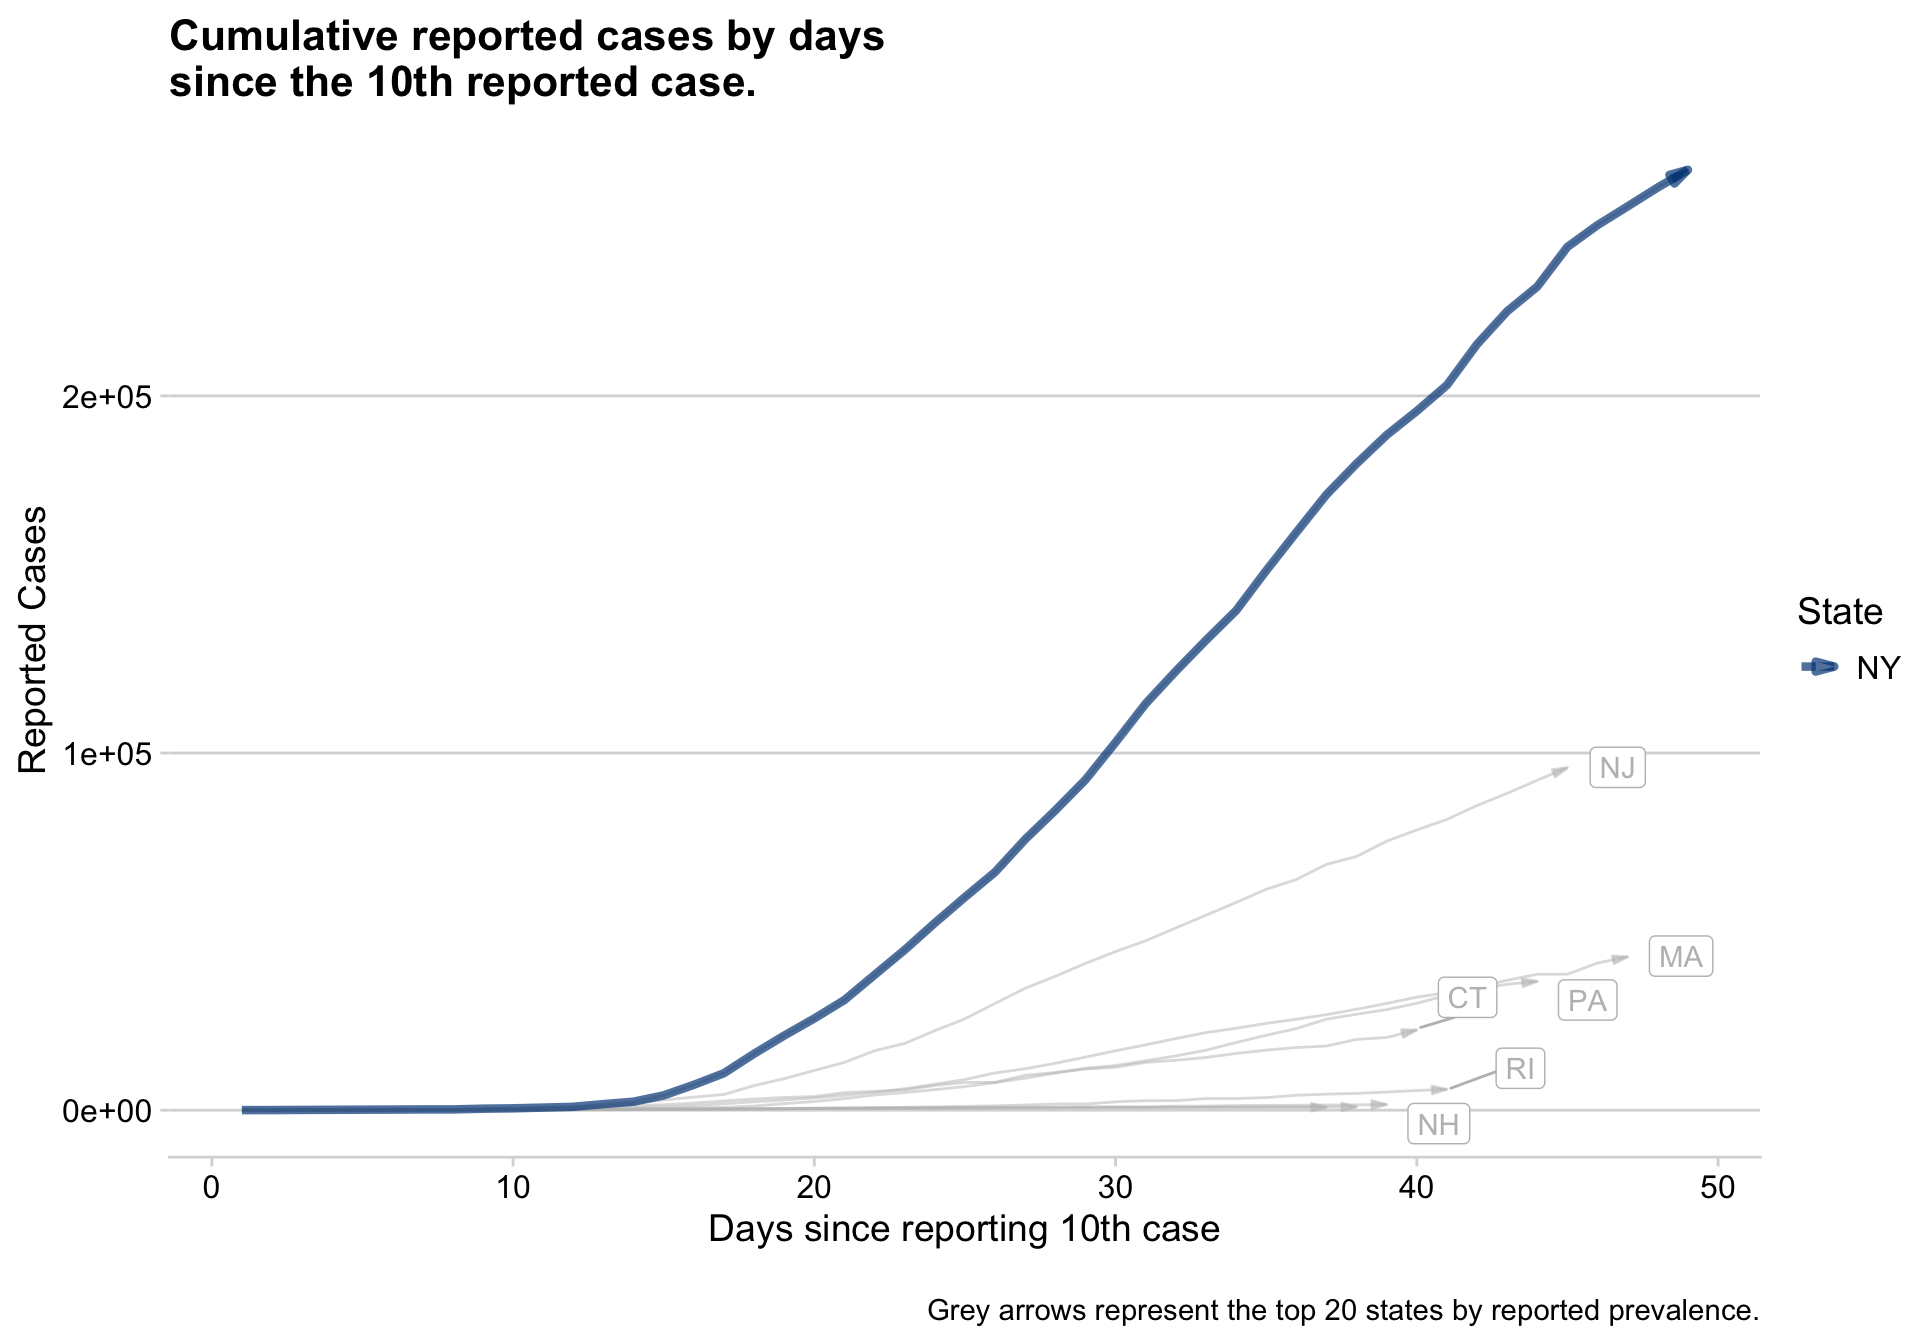 Cumulative reported cases by days
since the 10th reported case.
Reported Cases
2e+05
1e+05
0e+00
NJ
MA
CT
PA
RI
NH
State
NY
0 10 20 30 40 50
Days since reporting 10th case
Grey arrows represent the top 20 states by reported prevalence.